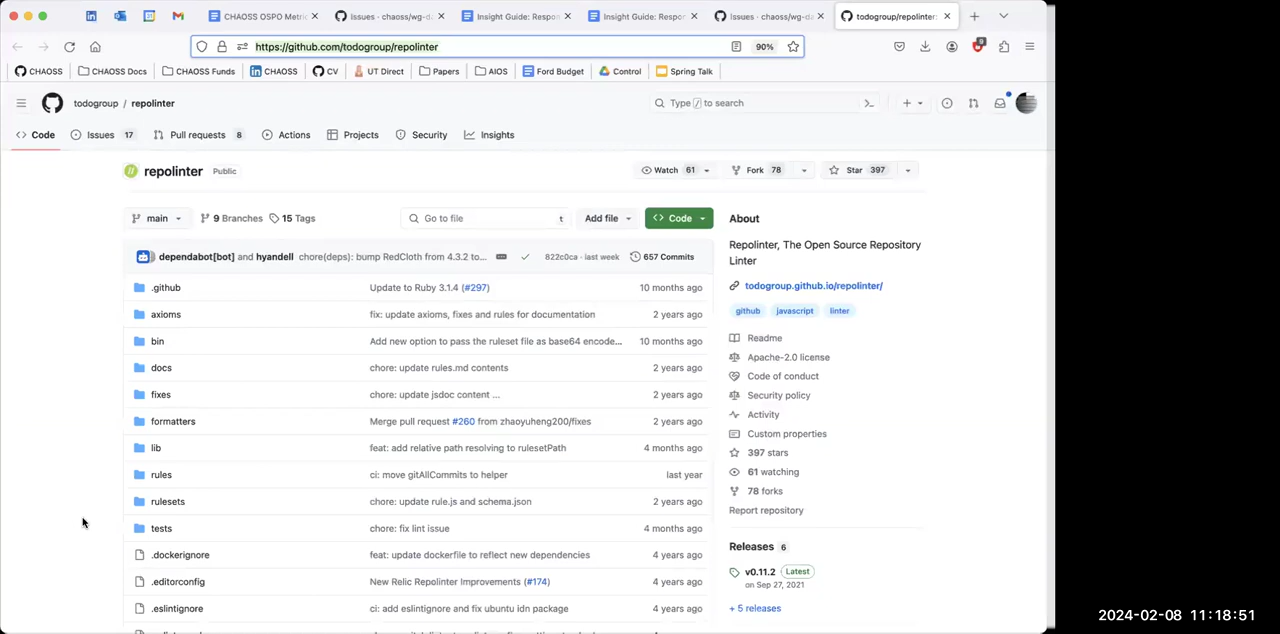 CHAOSS OSPO Metri
Issues · chaoss/wg-da
Insight Guide: Respon
Insight Guide: Respon
Issues · chaoss/wg-da
todogroup/repolinter:
https://github.com/todogroup/repolinter
90%
9
CHAOSS
CHAOSS Docs
CHAOSS Funds
CHAOSS
CV
UT Direct
Papers
AIOS
Ford Budget
Control
Spring Talk
todogroup / repolinter
Type / to search
Code
Issues 17
Pull requests 8
Actions
Projects
Security
Insights
repolinter Public
Watch 61
Fork 78
Star 397
main
9 Branches
15 Tags
Go to file t
Add file
Code
dependabot[bot] and hyandell chore(deps): bump RedCloth from 4.3.2 to... 822c0ca · last week 657 Commits
.github Update to Ruby 3.1.4 (#297) 10 months ago
axioms fix: update axioms, fixes and rules for documentation 2 years ago
bin Add new option to pass the ruleset file as base64 encode... 10 months ago
docs chore: update rules.md contents 2 years ago
fixes chore: update jsdoc content ... 2 years ago
formatters Merge pull request #260 from zhaoyuheng200/fixes 2 years ago
lib feat: add relative path resolving to rulesetPath 4 months ago
rules ci: move gitAllCommits to helper last year
rulesets chore: update rule.js and schema.json 2 years ago
tests chore: fix lint issue 4 months ago
.dockerignore feat: update dockerfile to reflect new dependencies 4 years ago
.editorconfig New Relic Repolinter Improvements (#174) 4 years ago
.eslintignore ci: add eslintignore and fix ubuntu idn package 4 years ago
About
Repolinter, The Open Source Repository
Linter
todogroup.github.io/repolinter/
github
javascript
linter
Readme
Apache-2.0 license
Code of conduct
Security policy
Activity
Custom properties
397 stars
61 watching
78 forks
Report repository
Releases 6
v0.11.2 Latest
on Sep 27, 2021
+ 5 releases
2024-02-08 11:18:51